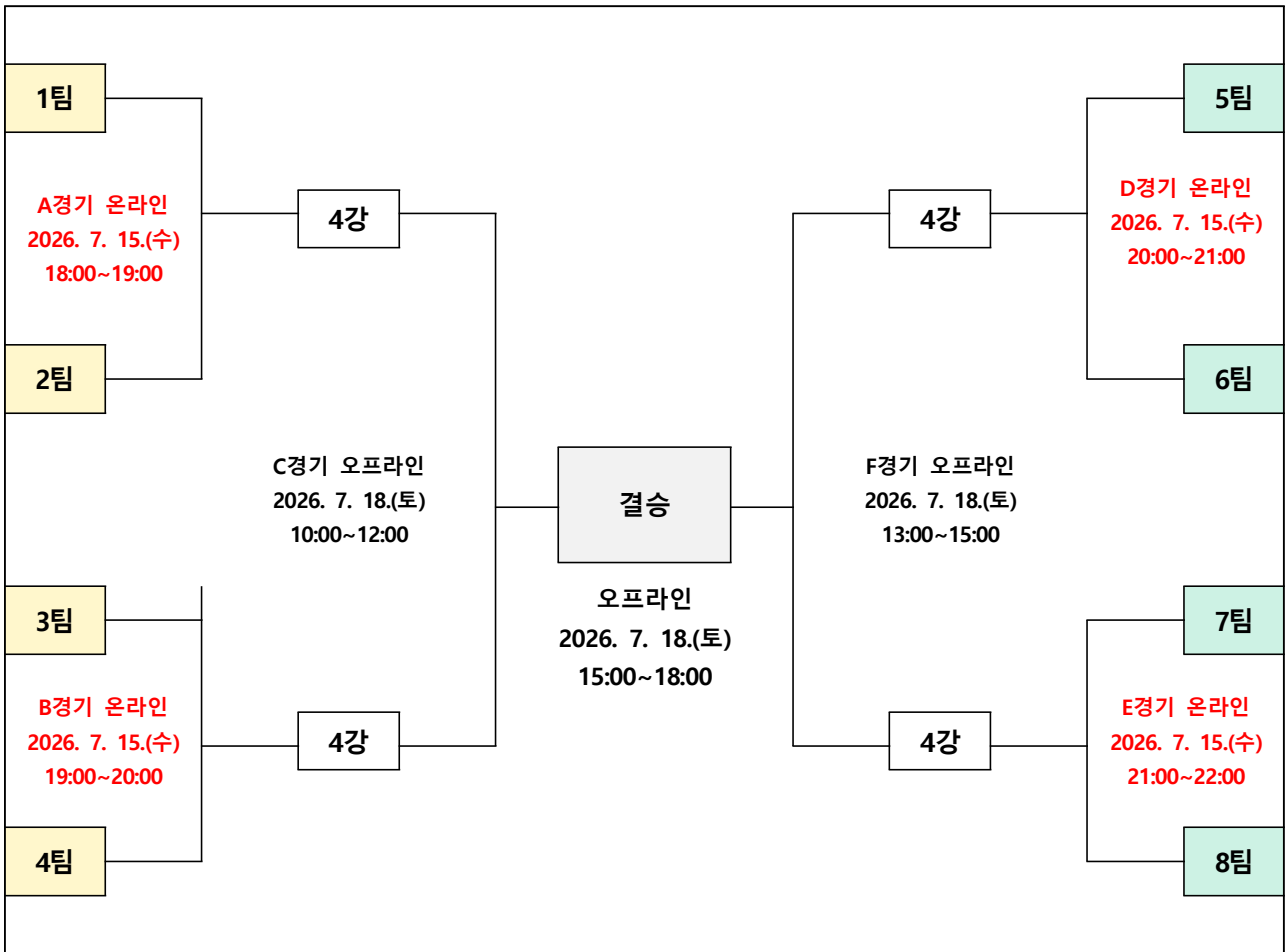 1팀
A경기 온라인
2026. 7. 15.(수)
18:00~19:00
2팀
3팀
B경기 온라인
2026. 7. 15.(수)
19:00~20:00
4팀
4강
C경기 오프라인
2026. 7. 18.(토)
10:00~12:00
4강
결승
오프라인
2026. 7. 18.(토)
15:00~18:00
4강
F경기 오프라인
2026. 7. 18.(토)
13:00~15:00
4강
5팀
D경기 온라인
2026. 7. 15.(수)
20:00~21:00
6팀
7팀
E경기 온라인
2026. 7. 15.(수)
21:00~22:00
8팀